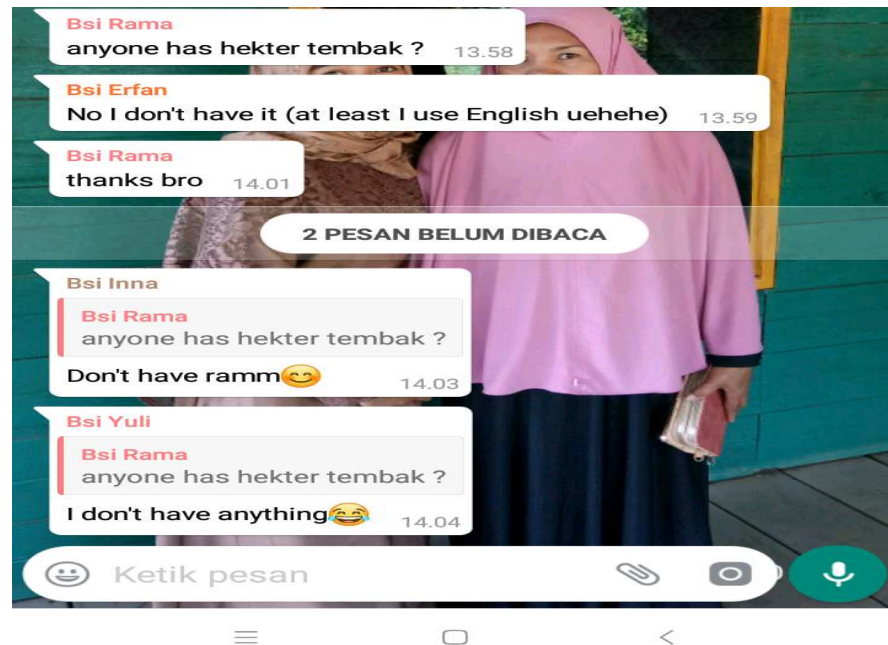 Bsi Rama
anyone has hekter tembak ? 13.58
Bsi Erfan
No I don't have it (at least I use English uehehe) 13.59
Bsi Rama
thanks bro 14.01
2 PESAN BELUM DIBACA
Bsi Inna
Bsi Rama
anyone has hekter tembak ?
Don't have ramm😊 14.03
Bsi Yuli
Bsi Rama
anyone has hekter tembak ?
I don't have anything😂 14.04
Ketik pesan